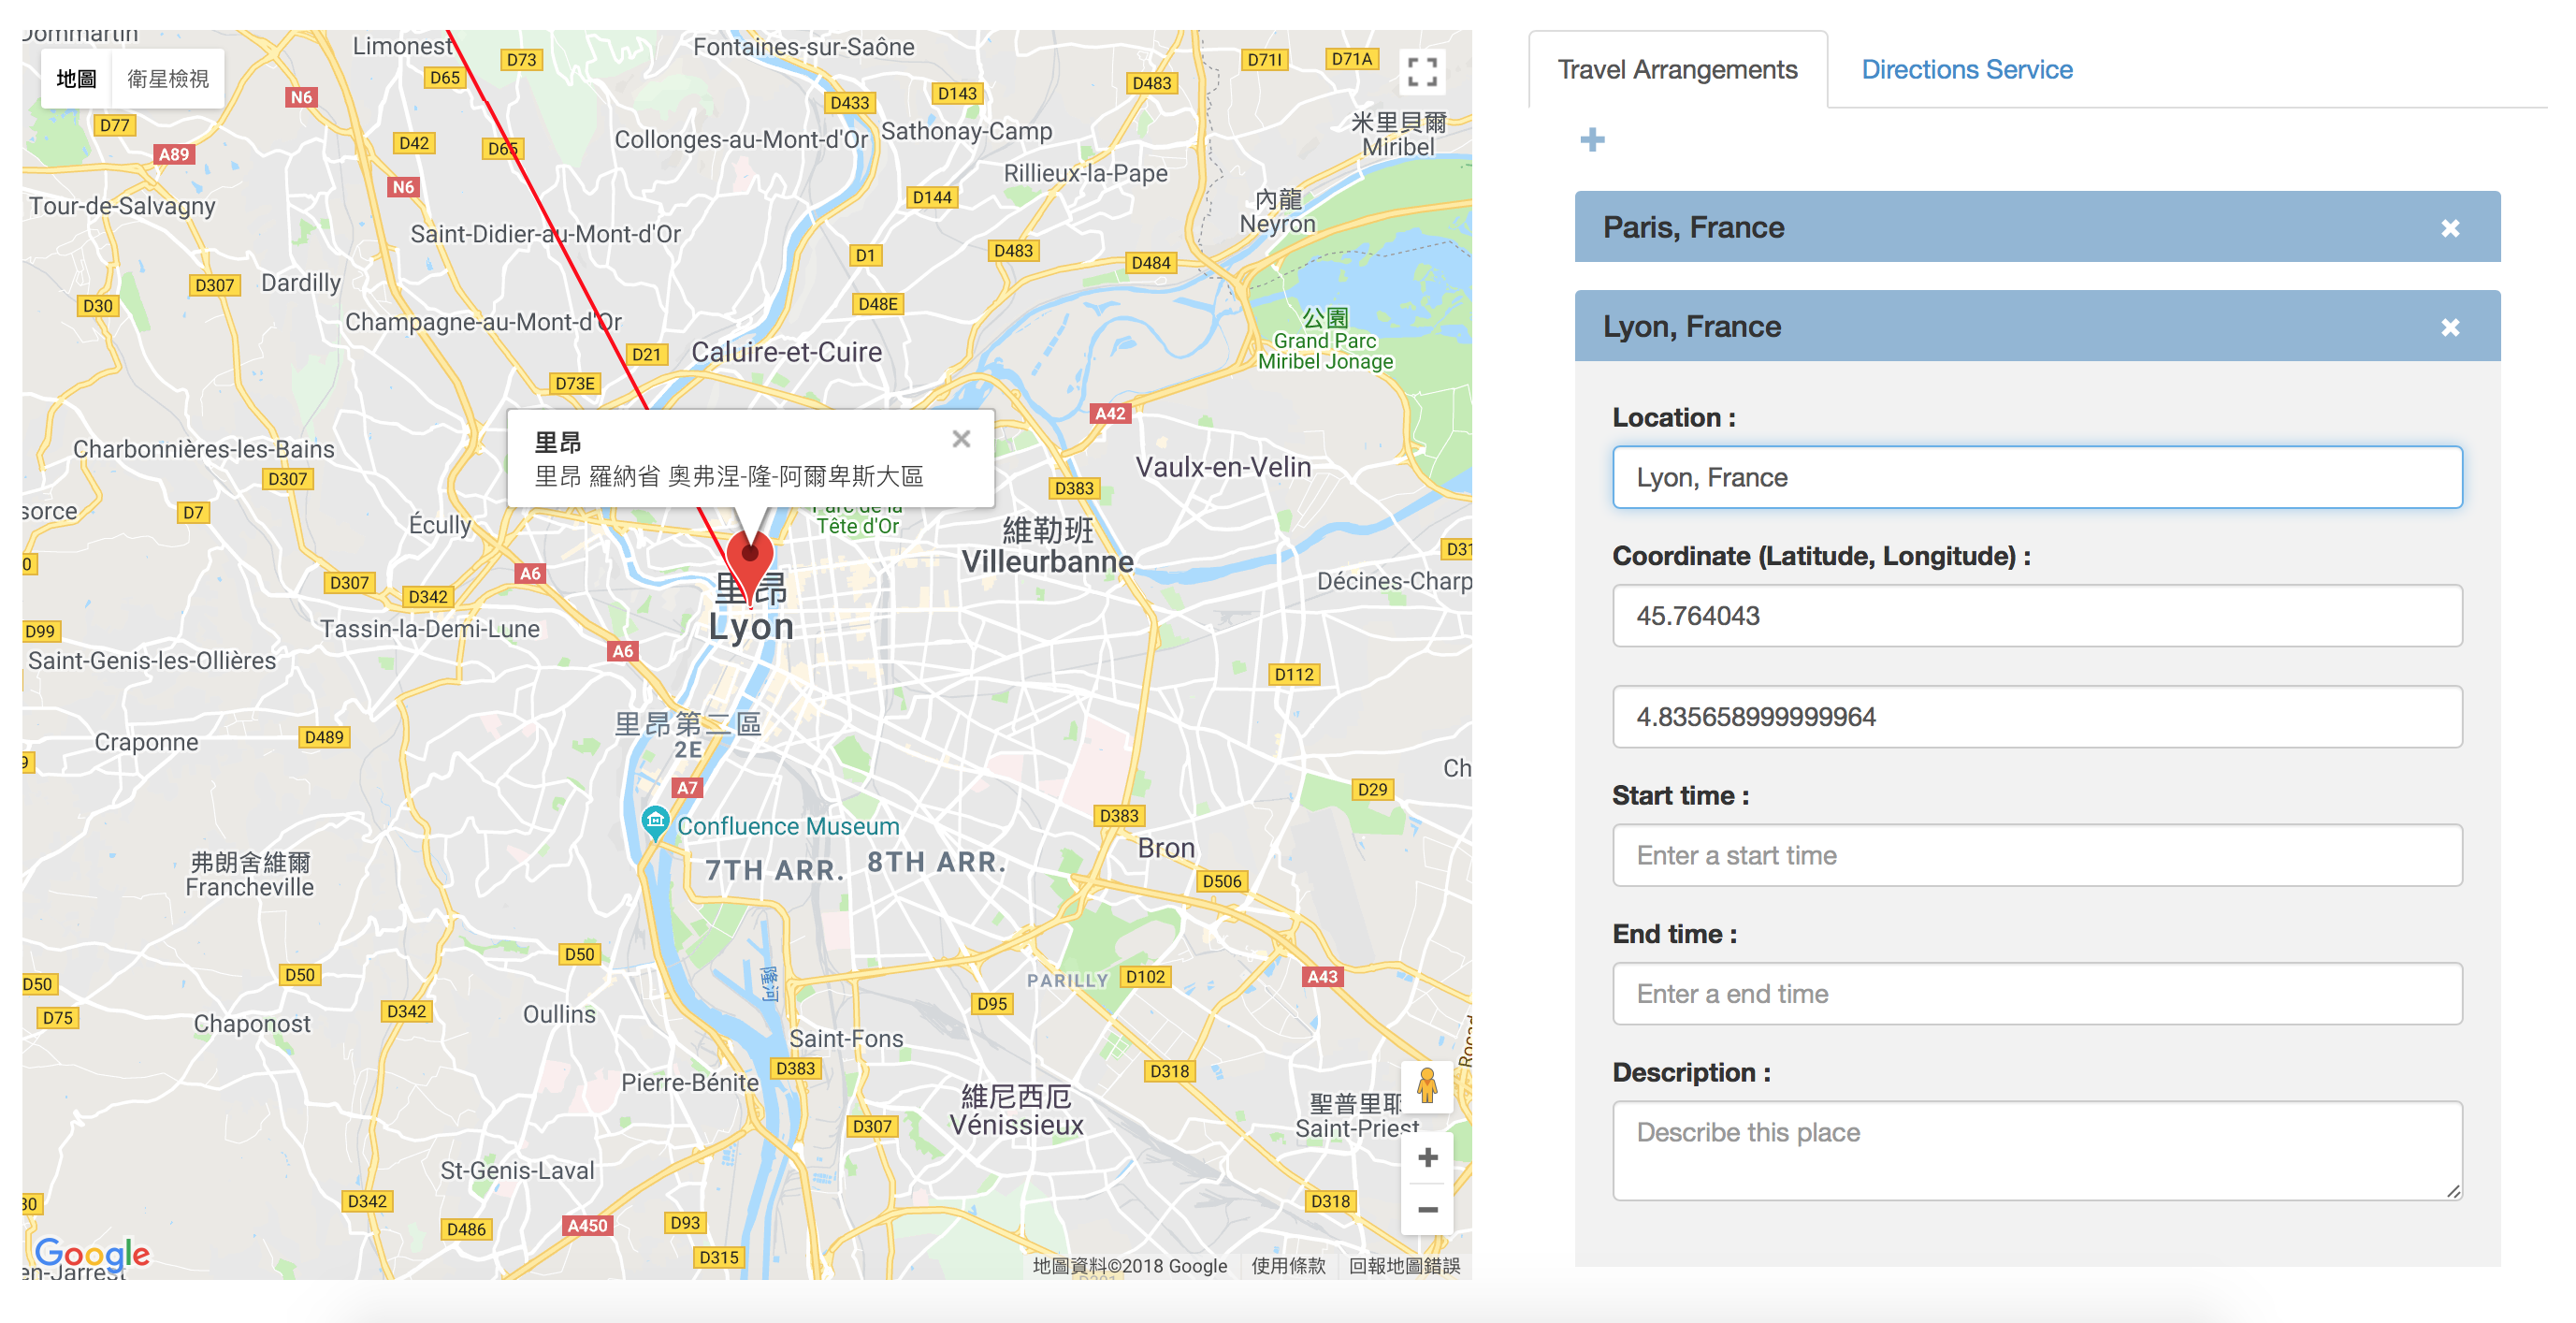 Dommartin
Limonest
D73
Fontaines-sur-Saône
D71I
D71A
地圖
衛星檢視
D65
N6
D433
D143
D483
D77
D42
D65
Collonges-au-Mont-d'Or
Sathonay-Camp
米里貝爾
Miribel
A89
N6
Rillieux-la-Pape
D144
內龍
Neyron
Tour-de-Salvagny
Saint-Didier-au-Mont-d'Or
D1
D483
D484
D307
Dardilly
D30
D48E
Champagne-au-Mont-d'Or
公園
Grand Parc
Miribel Jonage
D21
Caluire-et-Cuire
D73E
A42
里昂
里昂 羅納省 奧弗涅-隆-阿爾卑斯大區
Charbonnières-les-Bains
D307
Vaulx-en-Velin
D383
D7
Écully
Parc de la
Tête d'Or
維勒班
Villeurbanne
A6
D307
D342
里昂
Lyon
Décines-Charp
D99
Tassin-la-Demi-Lune
A6
Saint-Genis-les-Ollières
D112
里昂第二區
2E
D489
Craponne
A7
D29
D383
Confluence Museum
7TH ARR.
8TH ARR.
Bron
弗朗舍維爾
Francheville
D506
D50
D50
D50
PARILLY
D102
A43
隆河
D75
Chaponost
D342
Oullins
D95
Saint-Fons
D383
D318
Pierre-Bénite
維尼西厄
Vénissieux
聖普里耶
Saint-Priest
D307
St-Genis-Laval
D342
D486
A450
D93
D315
D318
Google
地圖資料©2018 Google
使用條款
回報地圖錯誤
Travel Arrangements
Directions Service
Paris, France
Lyon, France
Location :
Lyon, France
Coordinate (Latitude, Longitude) :
45.764043
4.835658999999964
Start time :
Enter a start time
End time :
Enter a end time
Description :
Describe this place